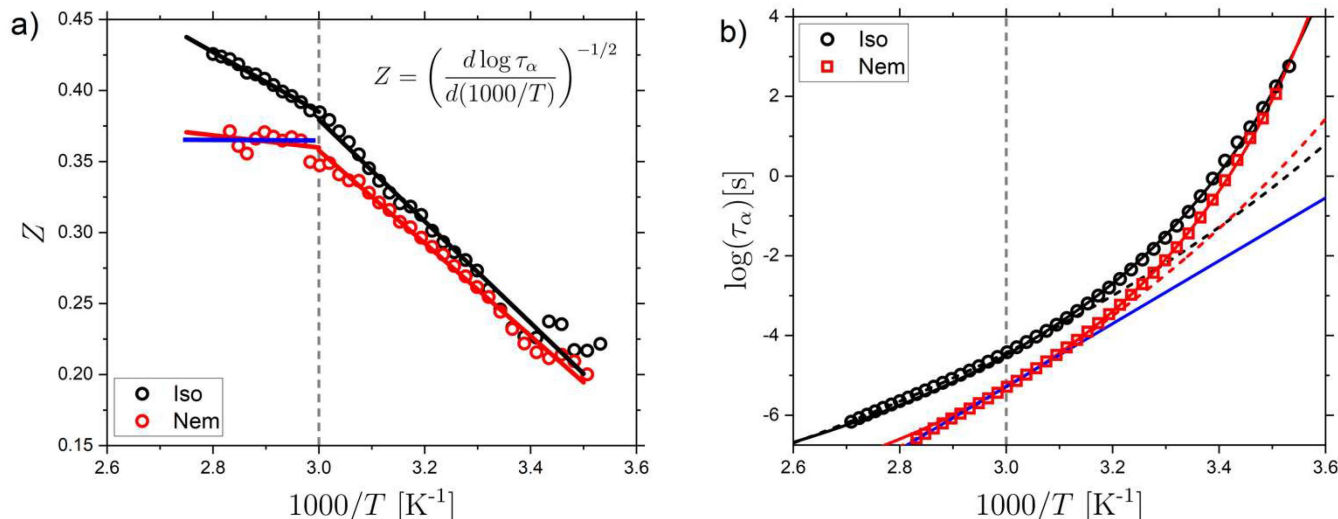 a)
0.45
0.40
0.35
0.30
0.25
0.20
0.15
Z
Z = ( d log τα / d(1000/T) )^−1/2
Iso
Nem
2.6 2.8 3.0 3.2 3.4 3.6
1000/T [K-1]
b)
4
2
0
-2
-4
-6
log(τα)[s]
Iso
Nem
2.6 2.8 3.0 3.2 3.4 3.6
1000/T [K-1]